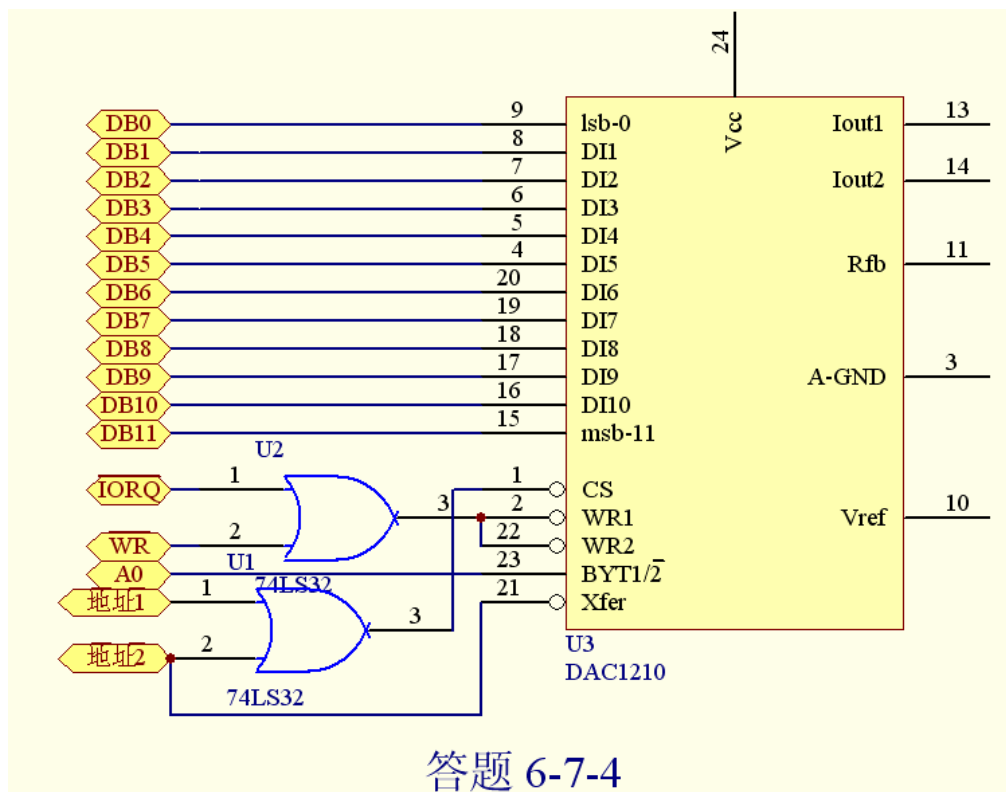 24
Vcc
DB0 9 lsb-0 Iout1 13
DB1 8 DI1
DB2 7 DI2 Iout2 14
DB3 6 DI3
DB4 5 DI4
DB5 4 DI5 Rfb 11
DB6 20 DI6
DB7 19 DI7
DB8 18 DI8
DB9 17 DI9 A-GND 3
DB10 16 DI10
DB11 15 msb-11
U2
IORQ 1 1 CS
3 2 WR1 Vref 10
WR 2 22 WR2
U1
A0 23 BYT1/2
74LS32
地址1 1 21 Xfer
3
地址2 2
U3
DAC1210
74LS32
答题 6-7-4